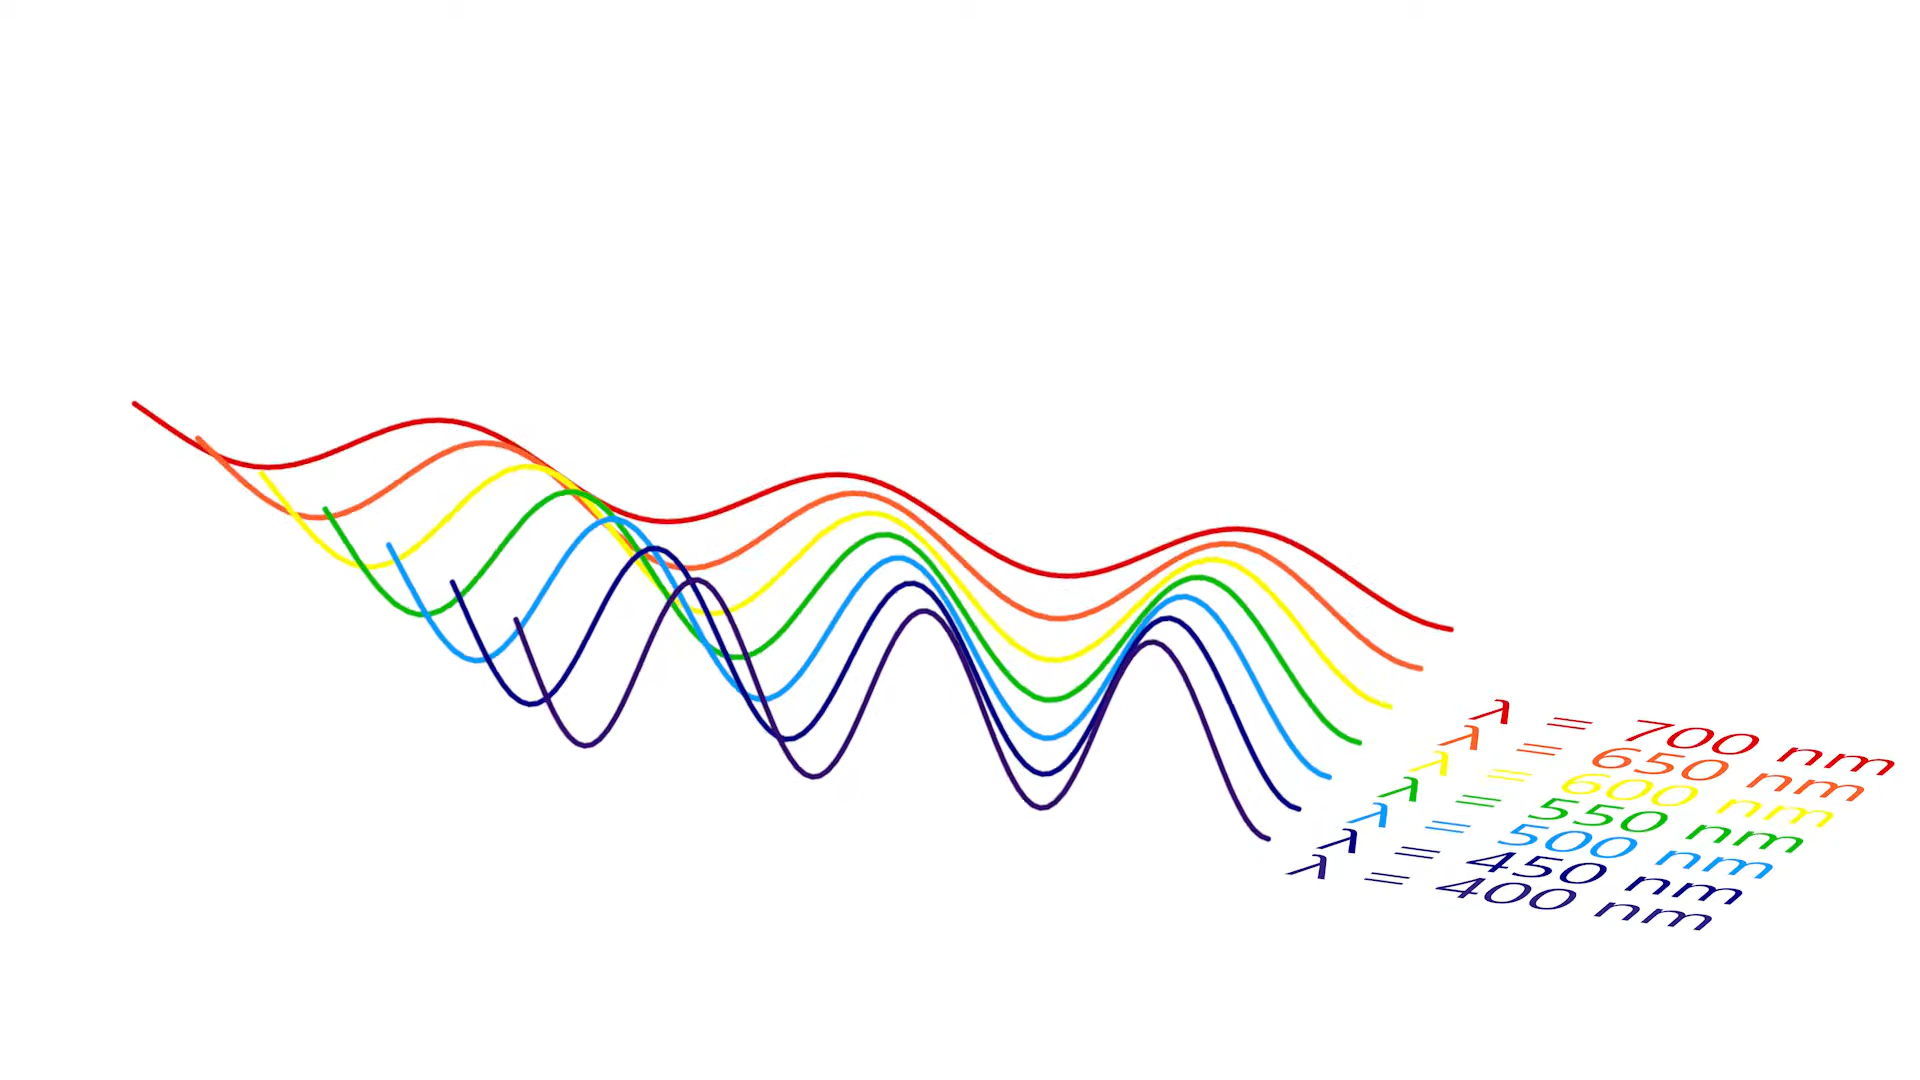 λ = 700 nm
λ = 650 nm
λ = 600 nm
λ = 550 nm
λ = 500 nm
λ = 450 nm
λ = 400 nm